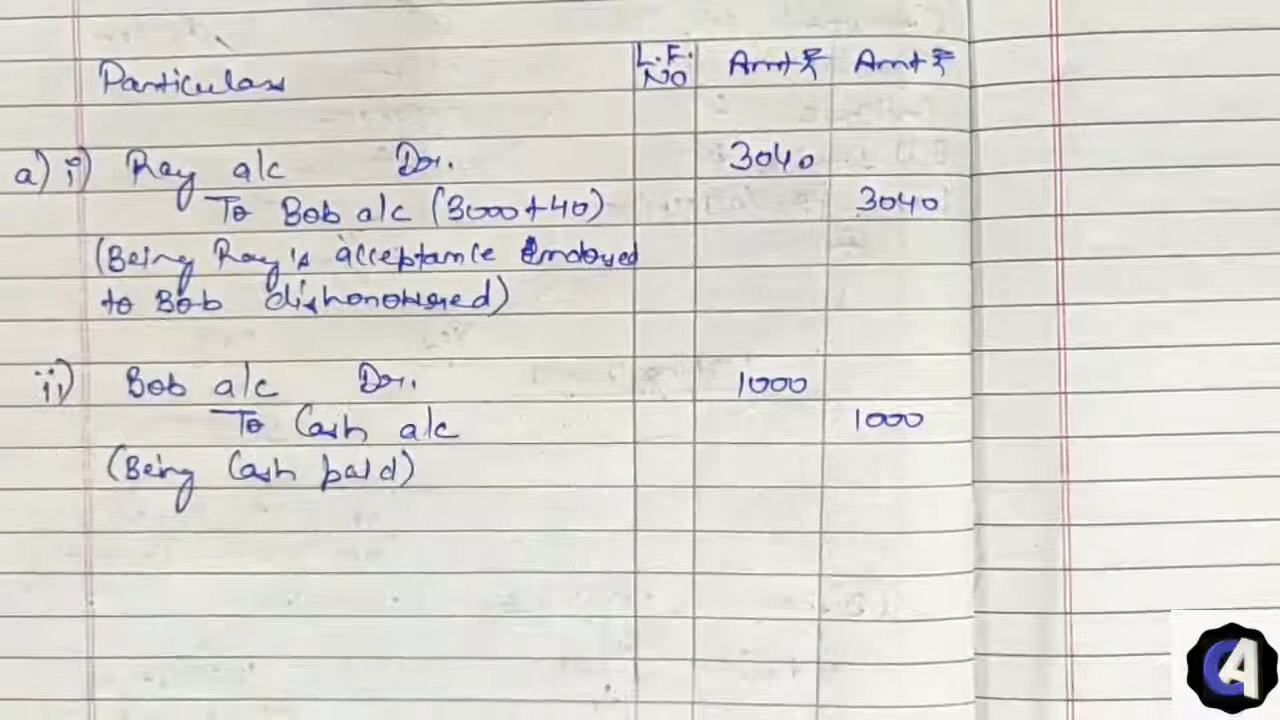 Particulars L.F. NO Amt ₹ Amt ₹
a) i) Ray a/c Dr. 3040
To Bob a/c (3000+40) 3040
(Being Ray's acceptance endorsed
to Bob dishonoured)
ii) Bob a/c Dr. 1000
To Cash a/c 1000
(Being Cash paid)
CA